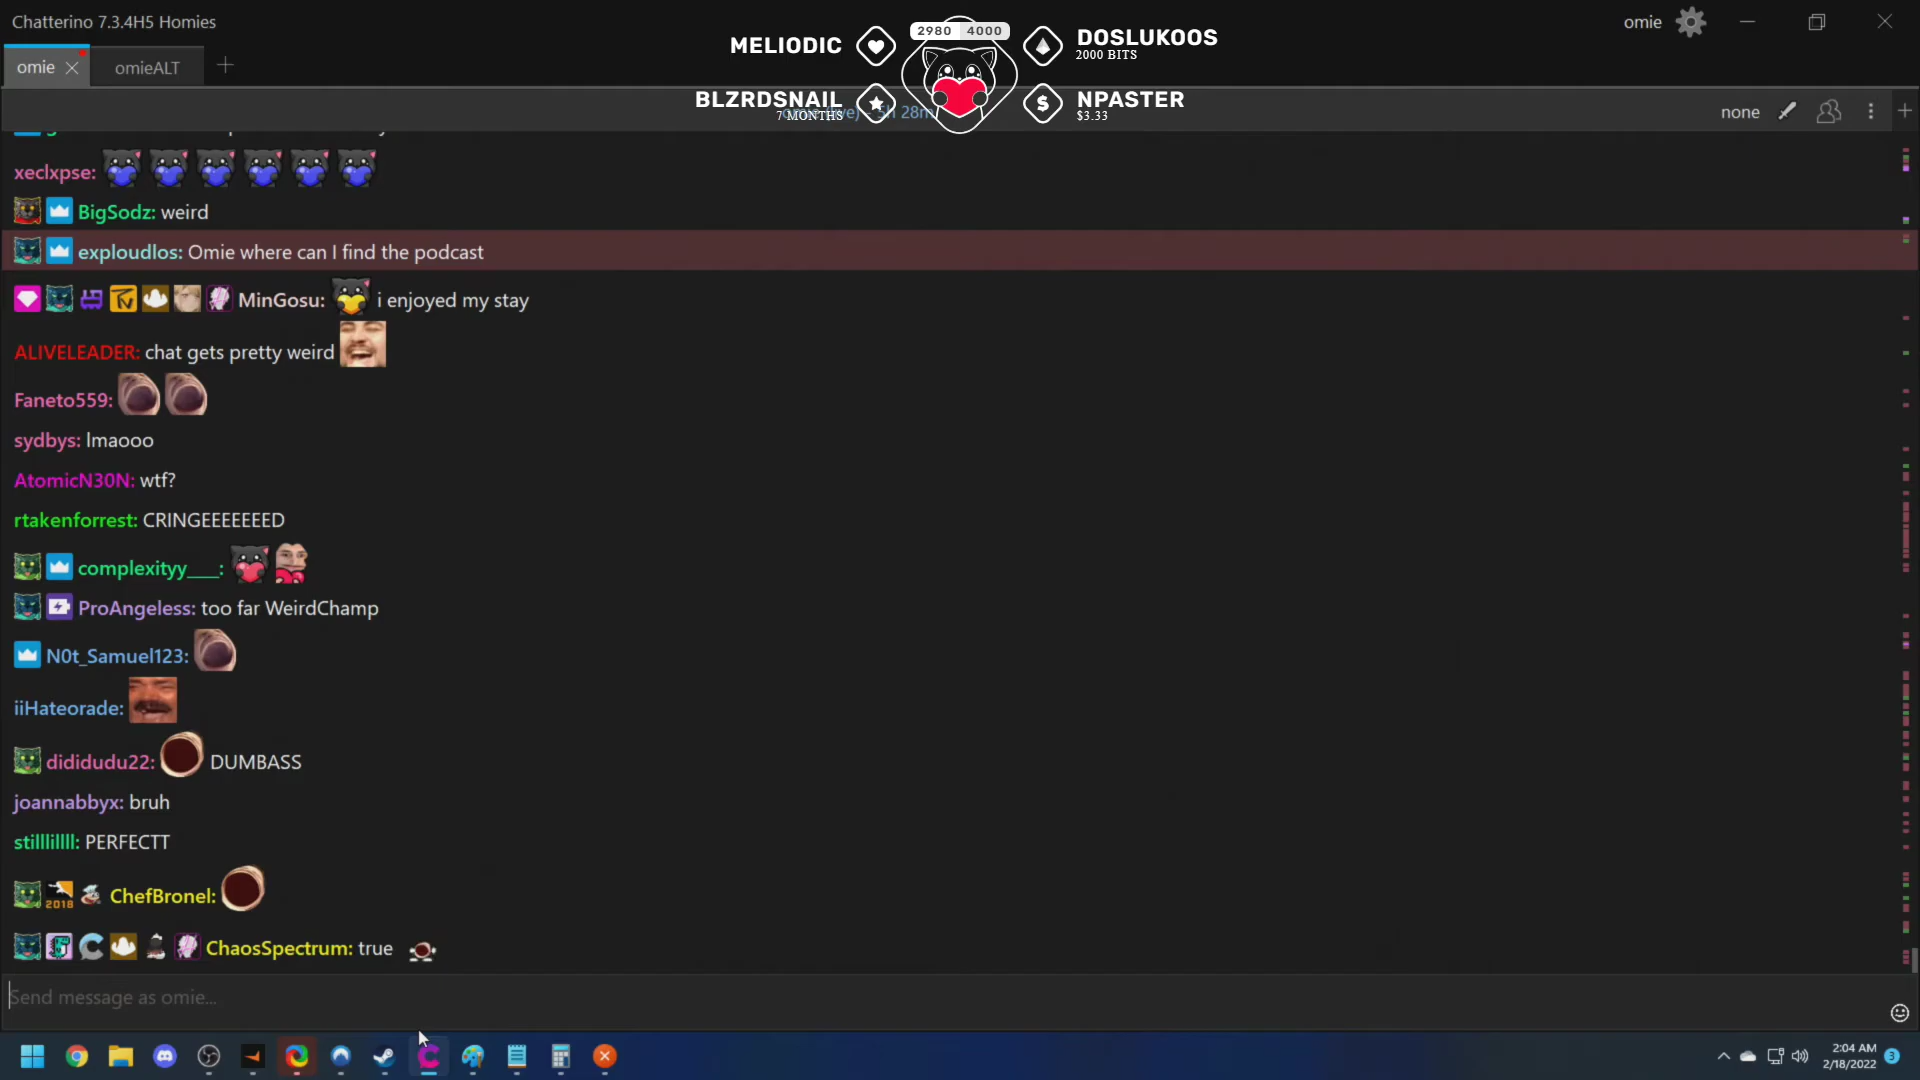 Chatterino 7.3.4H5 Homies
omie
omie
omieALT
2980 4000
MELIODIC
DOSLUKOOS
2000 BITS
BLZRDSNAIL
7 MONTHS
NPASTER
$3.33
28m
none
xeclxpse:
BigSodz: weird
exploudlos: Omie where can I find the podcast
MinGosu: i enjoyed my stay
ALIVELEADER: chat gets pretty weird
Faneto559:
sydbys: lmaooo
AtomicN30N: wtf?
rtakenforrest: CRINGEEEEEEED
complexityy___:
ProAngeless: too far WeirdChamp
N0t_Samuel123:
iiHateorade:
dididudu22: DUMBASS
joannabbyx: bruh
PERFECTT
2018 ChefBronel:
ChaosSpectrum: true
Send message as omie...
2:04 AM
2/18/2022
3